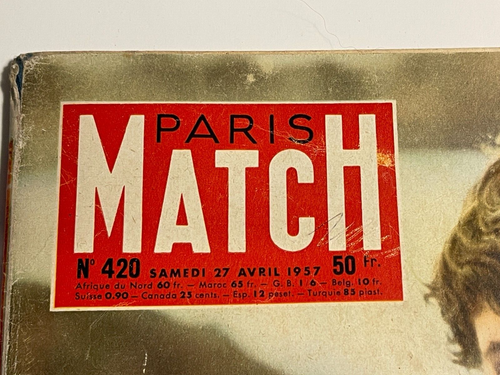 PARIS
MATCH
Nº 420 SAMEDI 27 AVRIL 1957 50 Fr.
Afrique du Nord 60 fr. — Maroc 65 fr. — G. B. 1/6 — Belg. 10 fr.
Suisse 0.90 — Canada 25 cents. — Esp. 12 peset. — Turquie 85 piast.